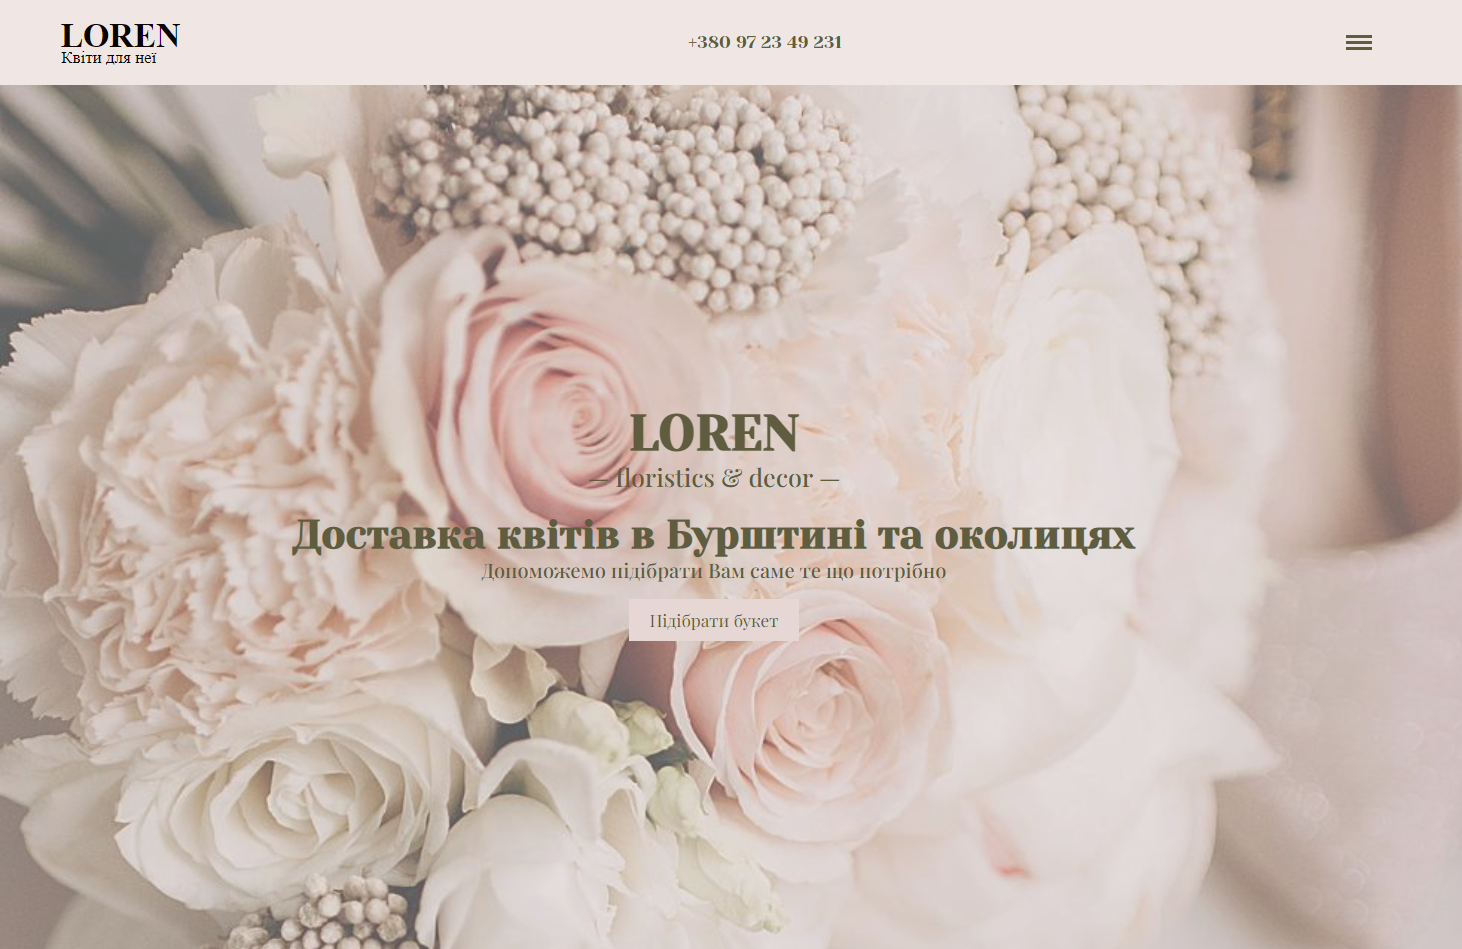 LOREN
Квіти для неї
+380 97 23 49 231
LOREN
— floristics & decor —
Доставка квітів в Бурштині та околицях
Допоможемо підібрати Вам саме те що потрібно
Підібрати букет